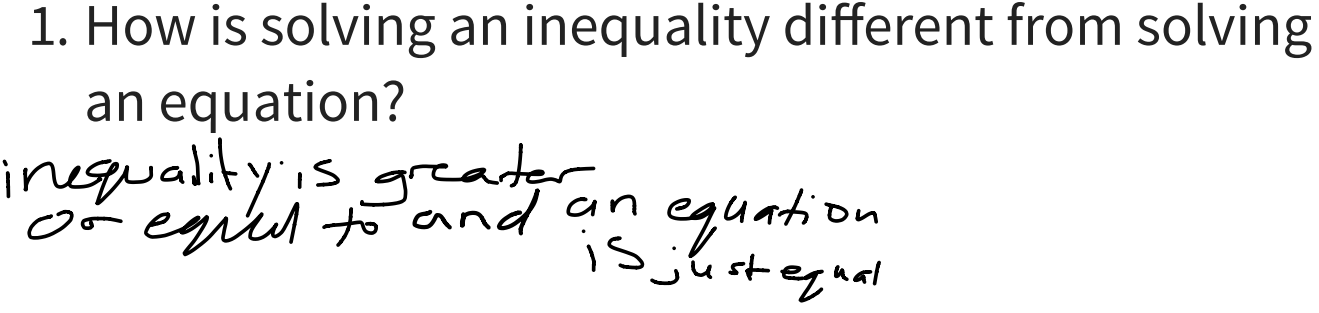 1. How is solving an inequality different from solving
an equation?
inequality is greater
or equal to and an equation
is just equal